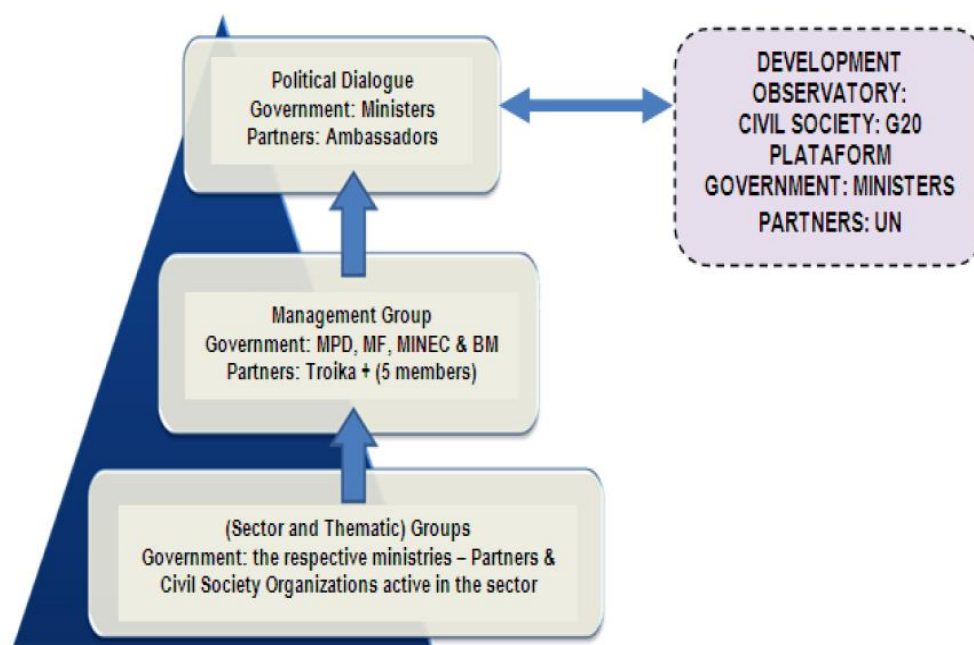 Political Dialogue
Government: Ministers
Partners: Ambassadors
DEVELOPMENT
OBSERVATORY:
CIVIL SOCIETY: G20
PLATAFORM
GOVERNMENT: MINISTERS
PARTNERS: UN
Management Group
Government: MPD, MF, MINEC & BM
Partners: Troika + (5 members)
(Sector and Thematic) Groups
Government: the respective ministries – Partners &
Civil Society Organizations active in the sector